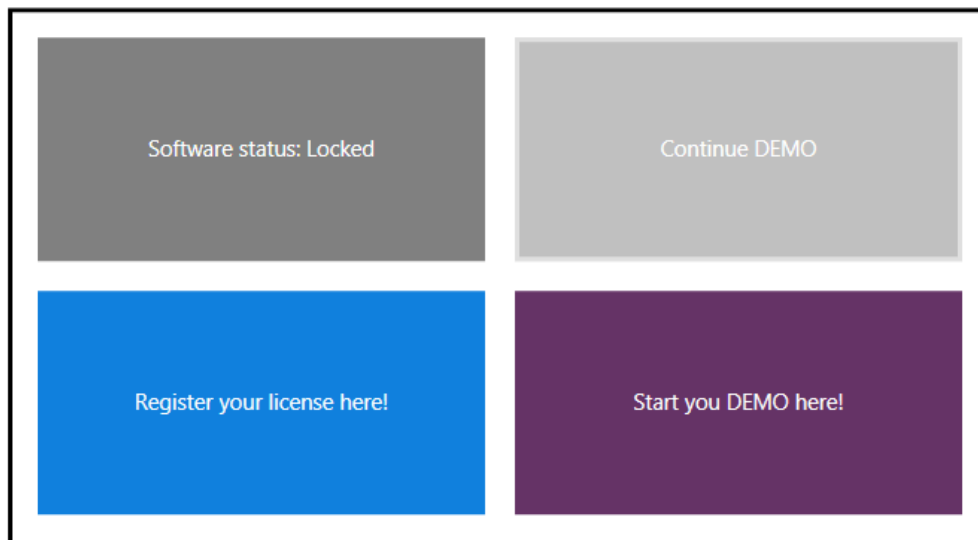 Software status: Locked
Continue DEMO
Register your license here!
Start you DEMO here!